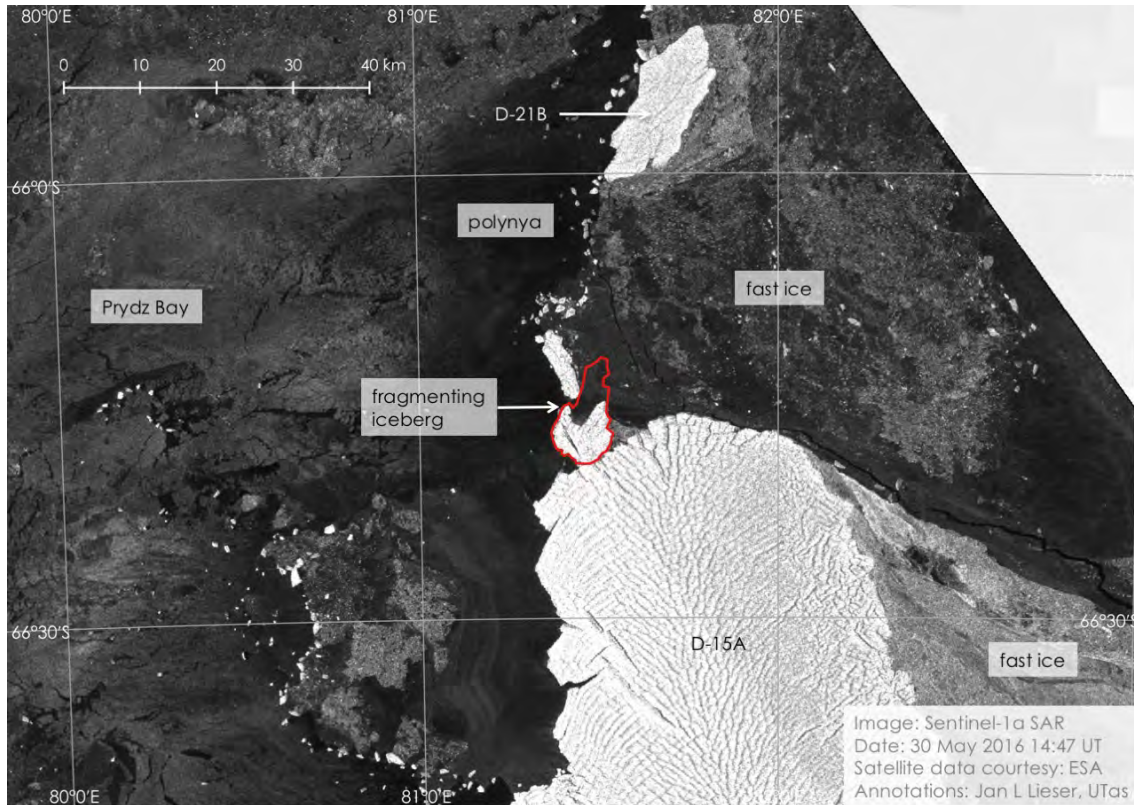 80°0'E
81°0'E
82°0'E
0
10
20
30
40 km
D-21B
66°0'S
polynya
fast ice
Prydz Bay
fragmenting
iceberg
66°30'S
66°30'S
D-15A
fast ice
Image: Sentinel-1a SAR
Date: 30 May 2016 14:47 UT
Satellite data courtesy: ESA
Annotations: Jan L Lieser, UTas
80°0'E
81°0'E